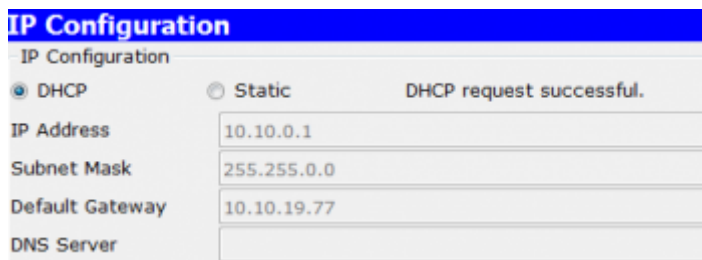 IP Configuration
IP Configuration
DHCP Static DHCP request successful.
IP Address 10.10.0.1
Subnet Mask 255.255.0.0
Default Gateway 10.10.19.77
DNS Server